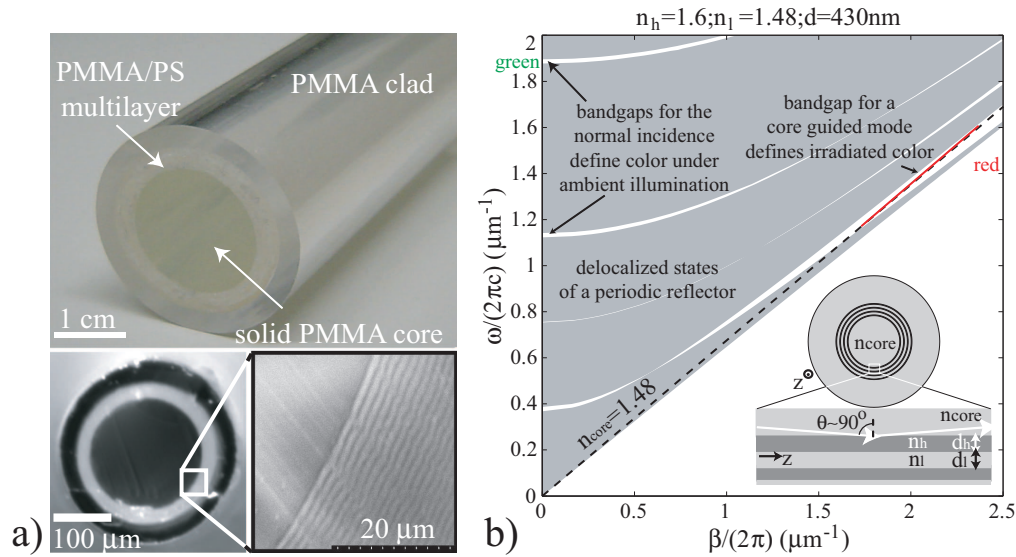 PMMA/PS
multilayer
PMMA clad
1 cm
solid PMMA core
100 μm
20 μm
a)
n_h=1.6;n_l=1.48;d=430nm
green
2
1.8
1.6
1.4
1.2
1
0.8
0.6
0.4
0.2
0
ω/(2πc) (μm⁻¹)
bandgaps for the
normal incidence
define color under
ambient illumination
bandgap for a
core guided mode
defines irradiated color
red
delocalized states
of a periodic reflector
n_core=1.48
ncore
z
θ~90°
ncore
n_h
d_h
z
n_l
d_l
0
0.5
1
1.5
2
2.5
β/(2π) (μm⁻¹)
b)